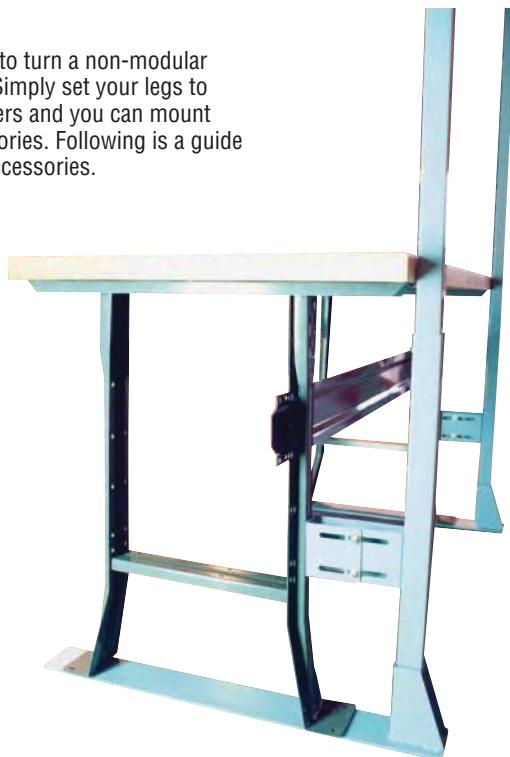 to turn a non-modular
Simply set your legs to
ers and you can mount
ories. Following is a guide
ccessories.